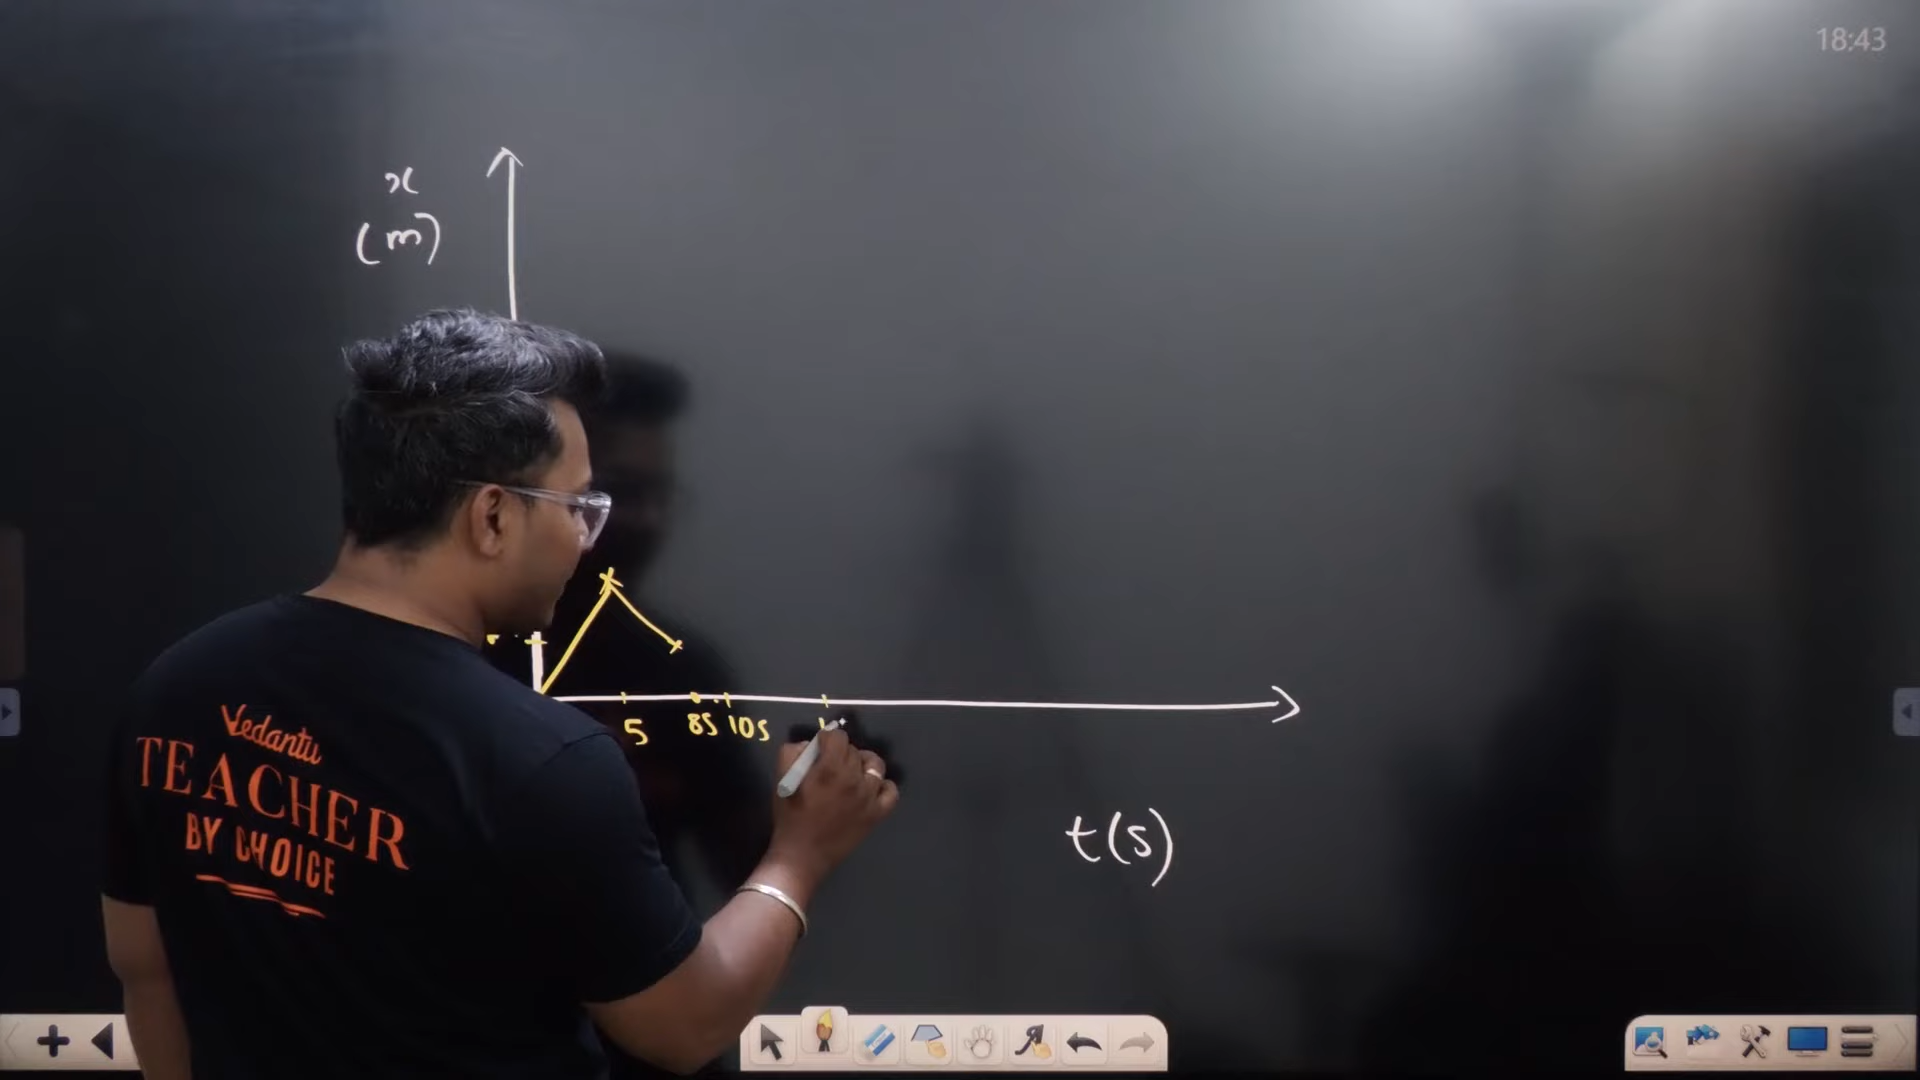 18:43
x
(m)
5 8s 10s
t(s)
Vedantu
TEACHER
BY CHOICE